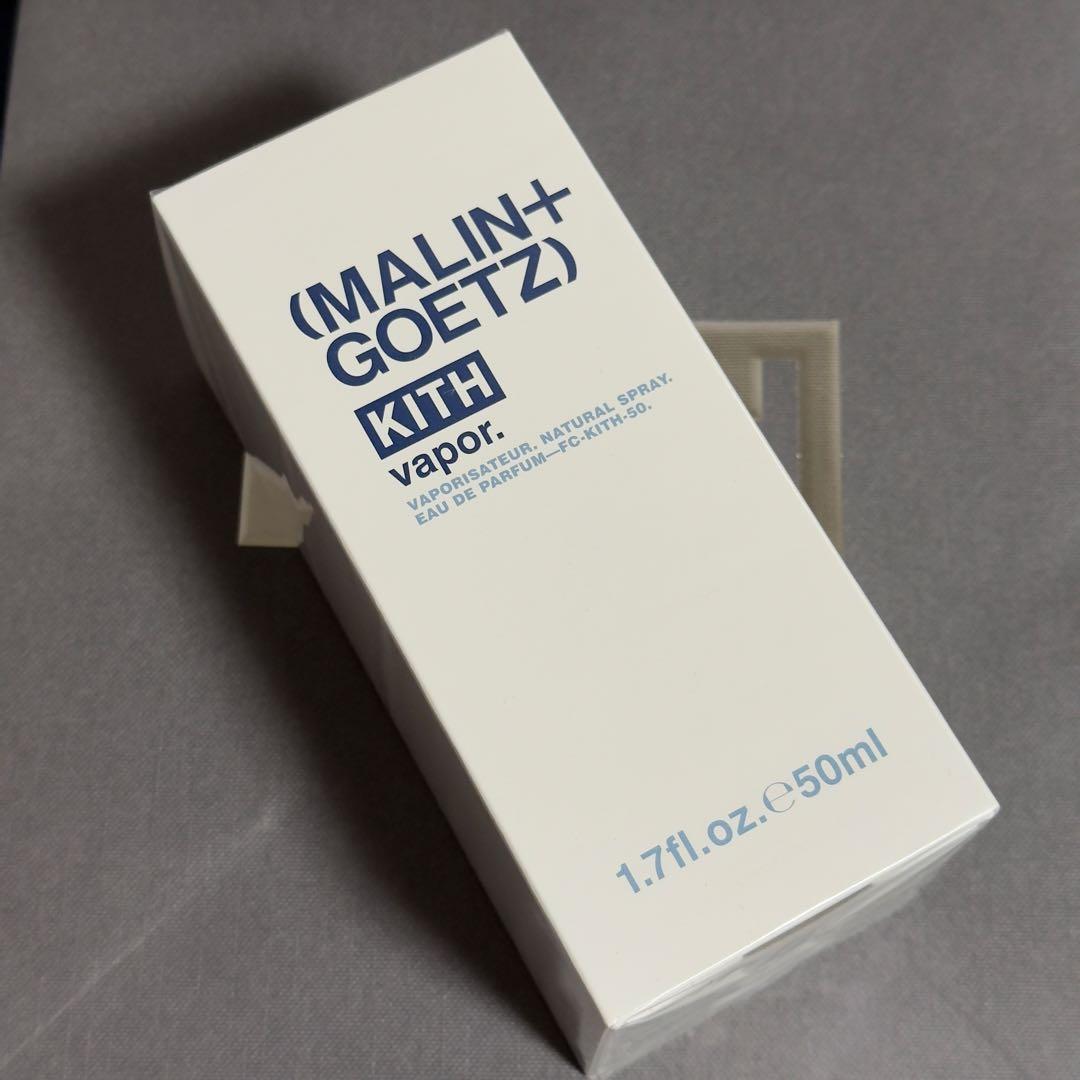 (MALIN+
GOETZ)
KITH
vapor.
VAPORISATEUR. NATURAL SPRAY.
EAU DE PARFUM—FC-KITH-50.
1.7fl.oz.℮50ml